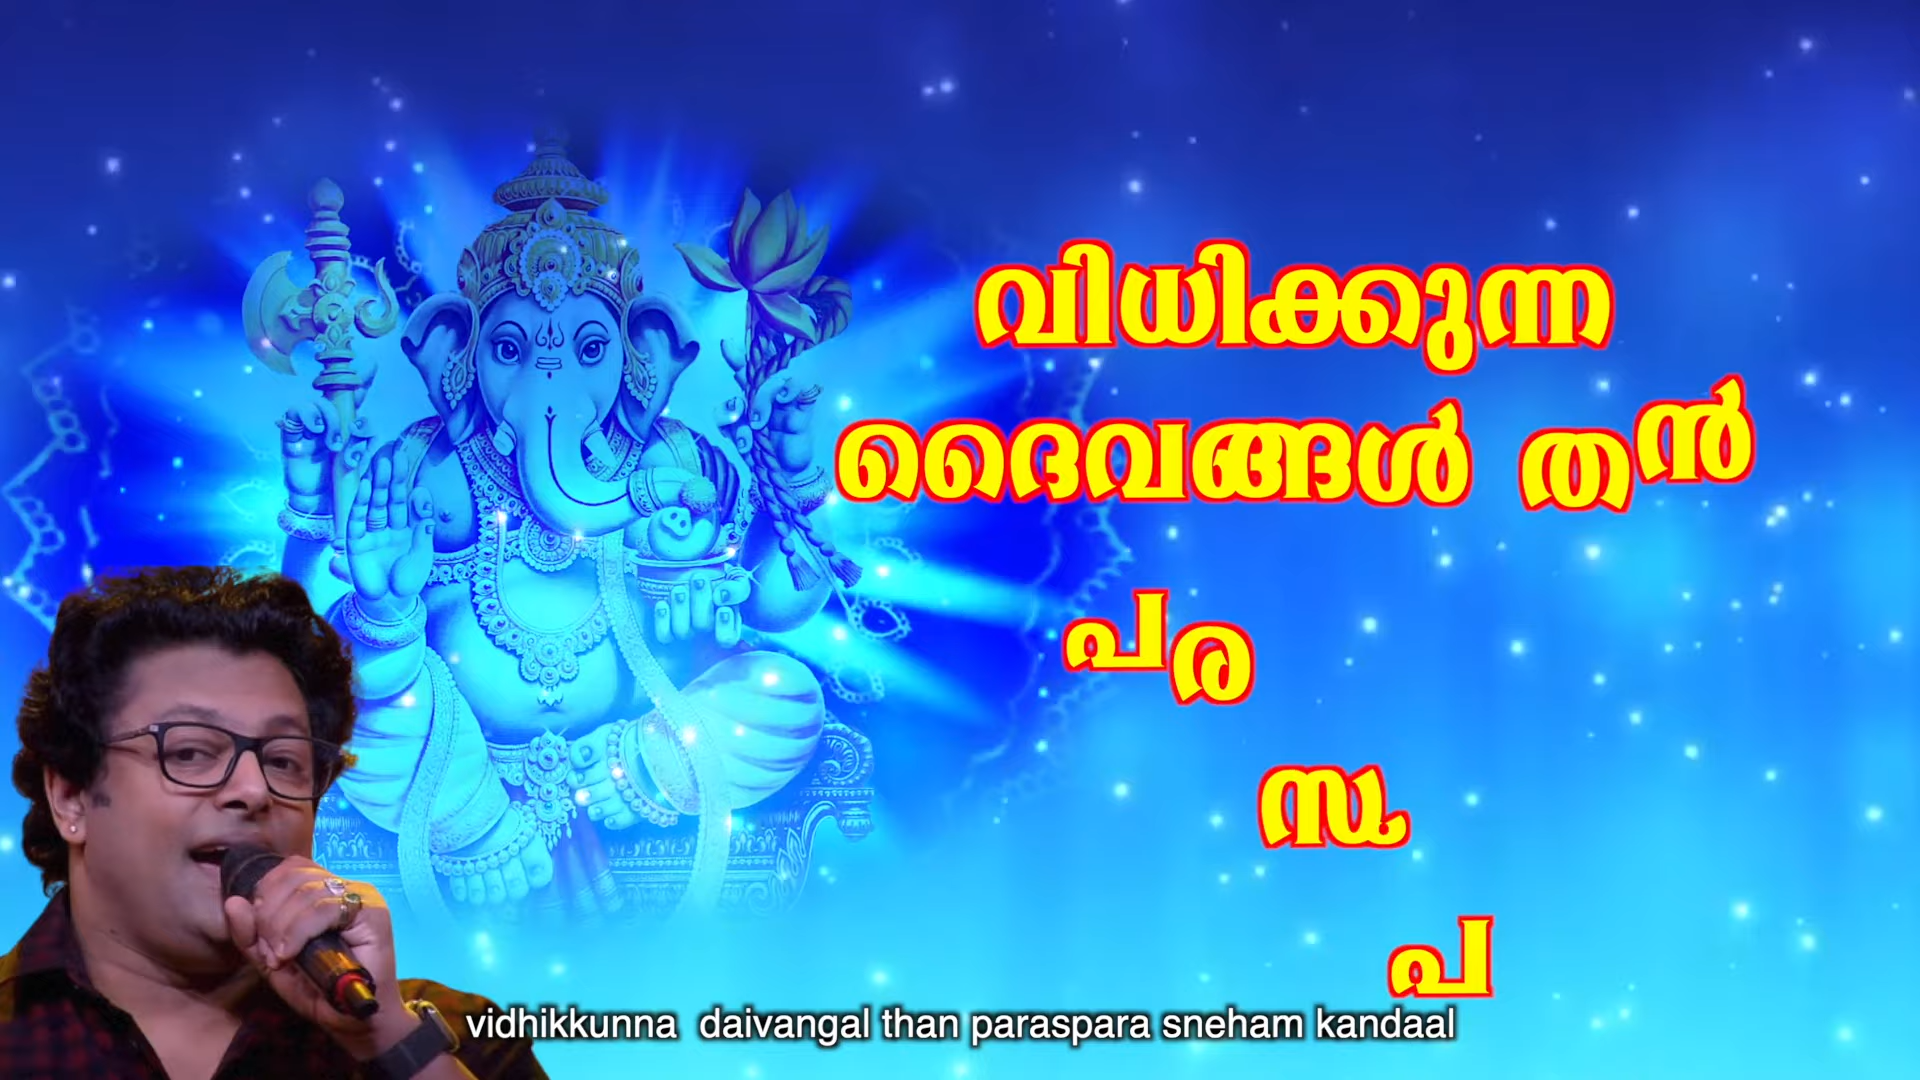 വിധിക്കുന്ന
ദൈവങ്ങൾ തൻ
പര
സ്പ
പ
vidhikkunna daivangal than paraspara sneham kandaal